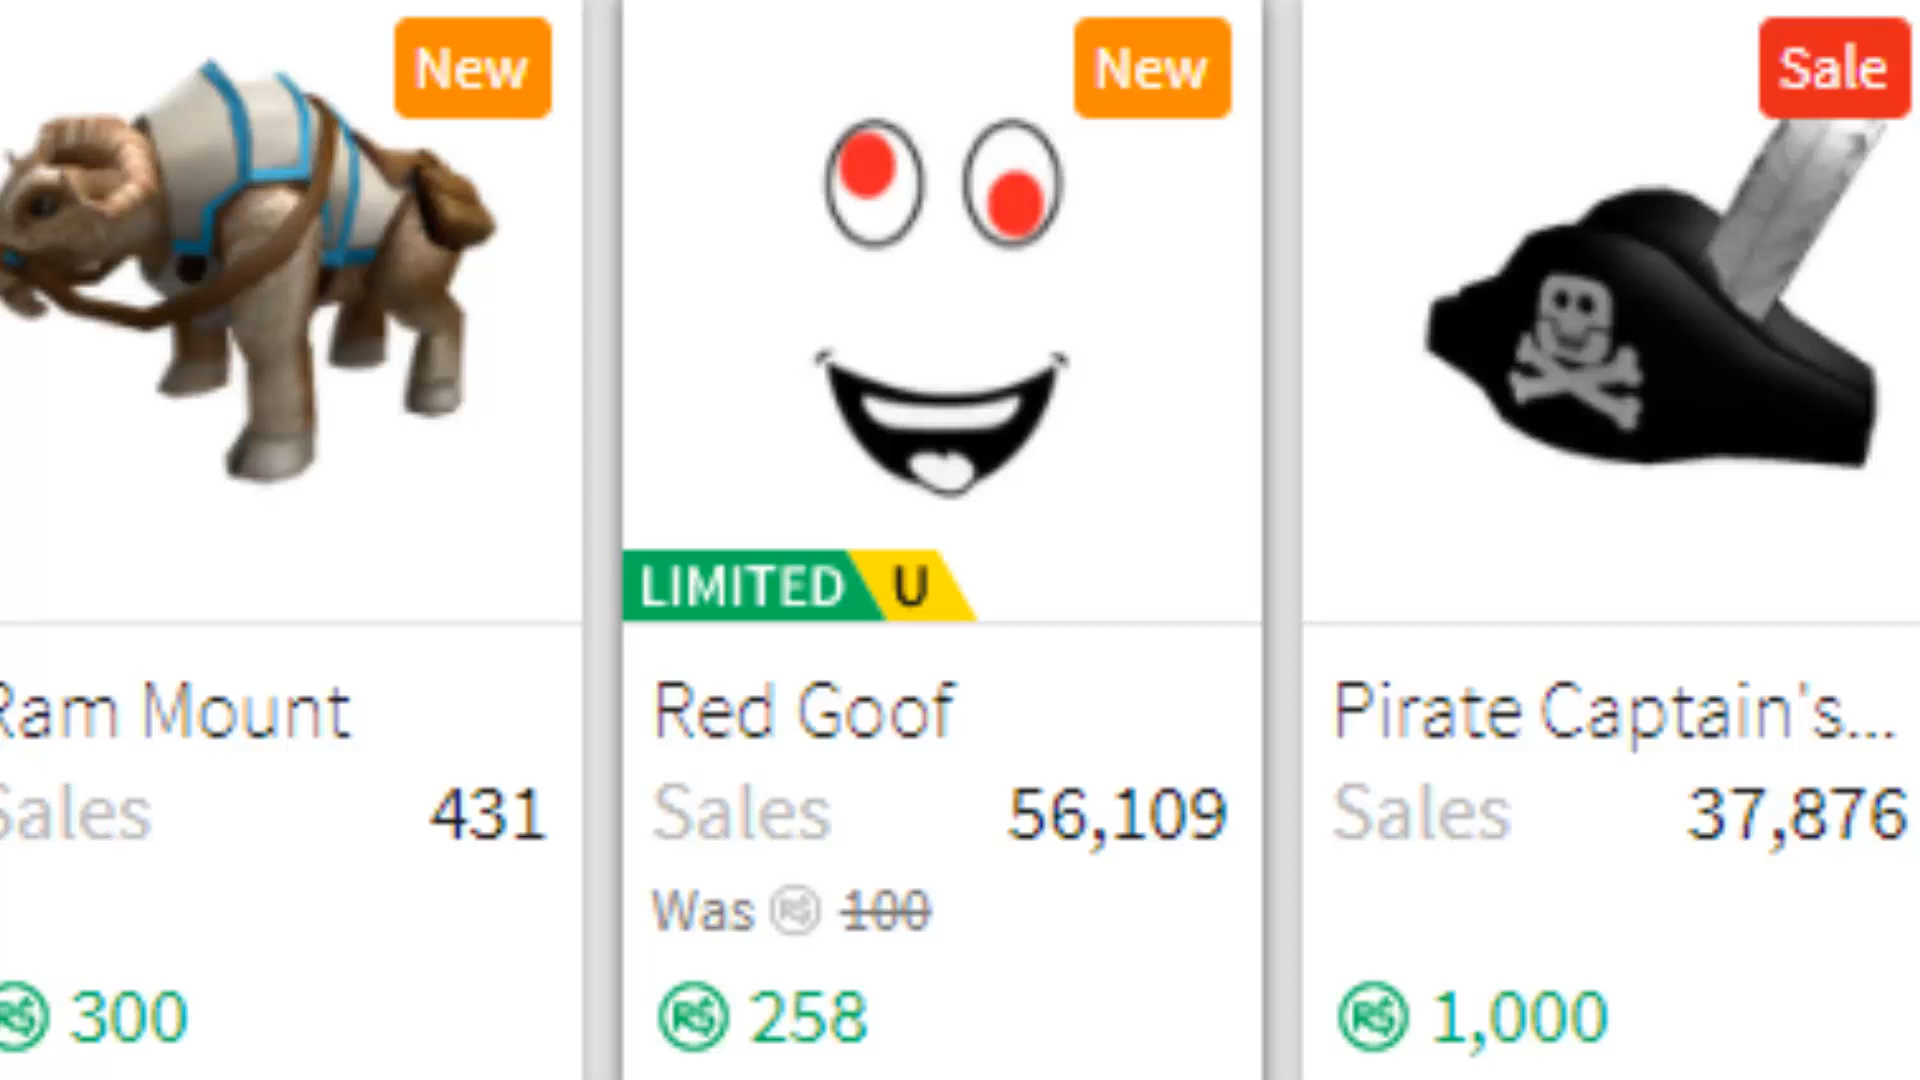 New
New
Sale
LIMITED U
Ram Mount
Sales 431
R$ 300
Red Goof
Sales 56,109
Was R$ 100
R$ 258
Pirate Captain's...
Sales 37,876
R$ 1,000